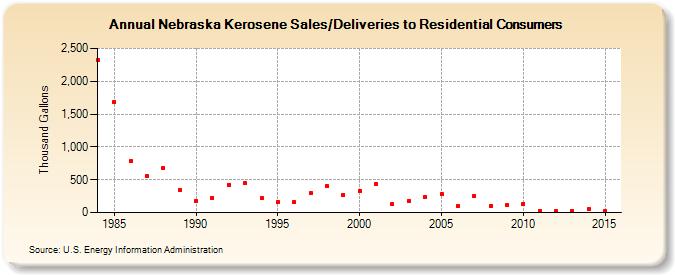 Annual Nebraska Kerosene Sales/Deliveries to Residential Consumers
Thousand Gallons
2,500
2,000
1,500
1,000
500
0
1985 1990 1995 2000 2005 2010 2015
Source: U.S. Energy Information Administration